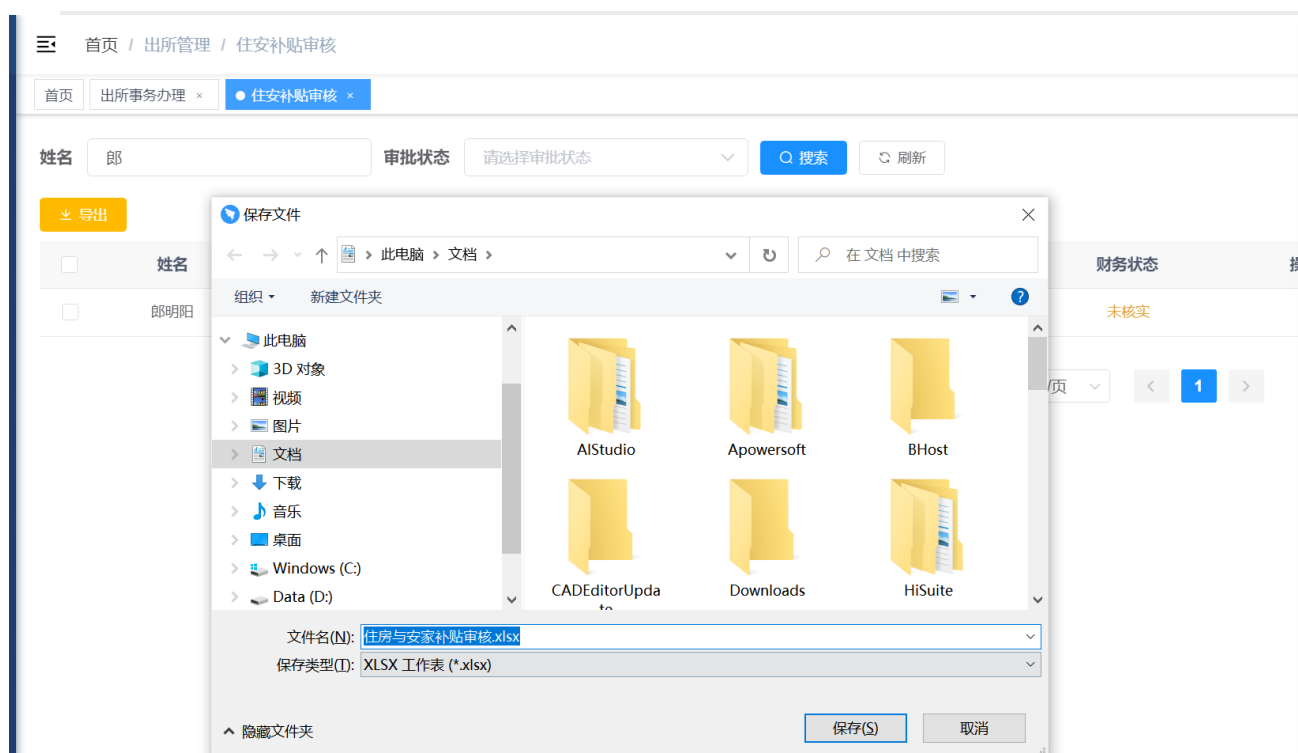 首页 / 出所管理 / 住安补贴审核
首页 出所事务办理 × 住安补贴审核 ×
姓名 郎 审批状态 请选择审批状态 搜索 刷新
导出
姓名 财务状态
郎明阳 未核实
页 1
保存文件
此电脑 文档 在 文档 中搜索
组织 新建文件夹
此电脑
3D 对象
视频
图片
文档
下载
音乐
桌面
Windows (C:)
Data (D:)
AIStudio Apowersoft BHost
CADEditorUpda Downloads HiSuite
文件名(N): 住房与安家补贴审核.xlsx
保存类型(T): XLSX 工作表 (*.xlsx)
隐藏文件夹 保存(S) 取消